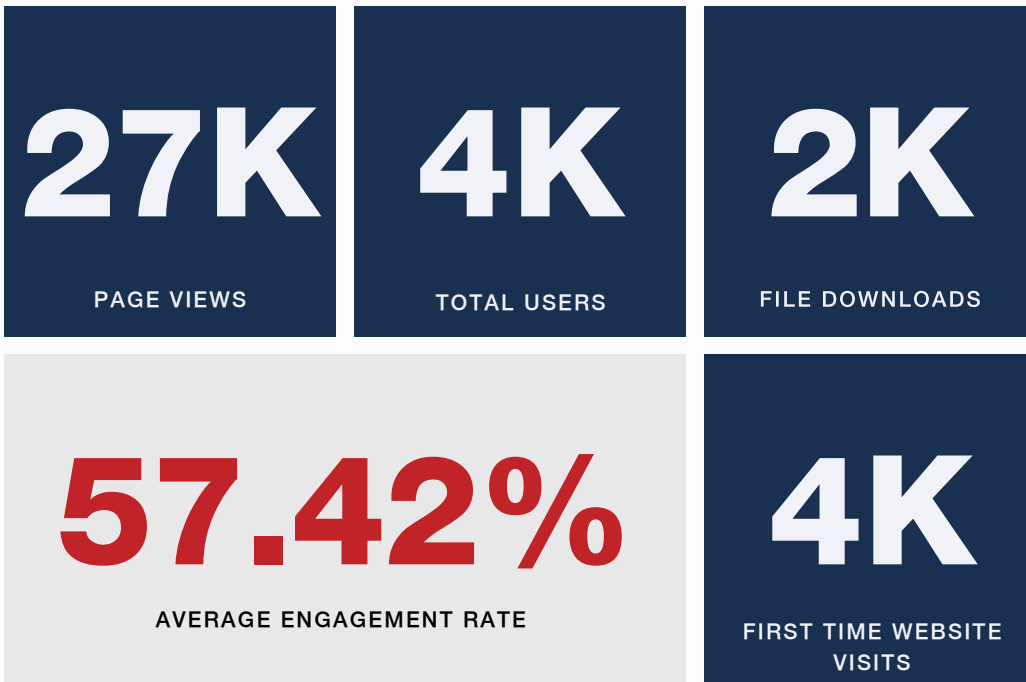 27K
PAGE VIEWS
4K
TOTAL USERS
2K
FILE DOWNLOADS
57.42%
AVERAGE ENGAGEMENT RATE
4K
FIRST TIME WEBSITE
VISITS